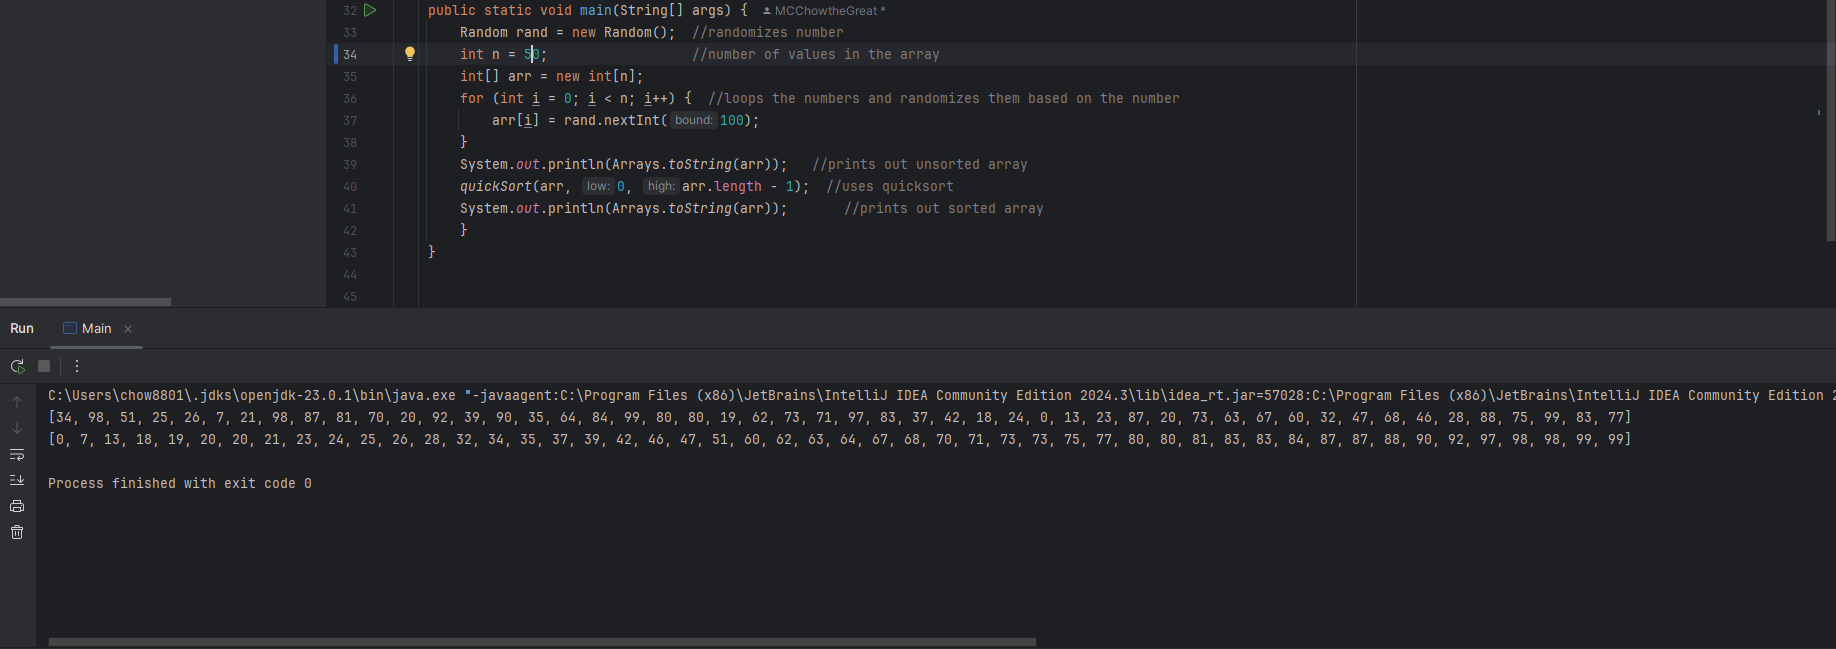 32 public static void main(String[] args) { MCChowtheGreat *
33 Random rand = new Random(); //randomizes number
34 int n = 50; //number of values in the array
35 int[] arr = new int[n];
36 for (int i = 0; i < n; i++) { //loops the numbers and randomizes them based on the number
37 arr[i] = rand.nextInt( bound: 100);
38 }
39 System.out.println(Arrays.toString(arr)); //prints out unsorted array
40 quickSort(arr, low: 0, high: arr.length - 1); //uses quicksort
41 System.out.println(Arrays.toString(arr)); //prints out sorted array
42 }
43 }
44
45
Run Main ×
C:\Users\chow8801\.jdks\openjdk-23.0.1\bin\java.exe "-javaagent:C:\Program Files (x86)\JetBrains\IntelliJ IDEA Community Edition 2024.3\lib\idea_rt.jar=57028:C:\Program Files (x86)\JetBrains\IntelliJ IDEA Community Edition 2
[34, 98, 51, 25, 26, 7, 21, 98, 87, 81, 70, 20, 92, 39, 90, 35, 64, 84, 99, 80, 80, 19, 62, 73, 71, 97, 83, 37, 42, 18, 24, 0, 13, 23, 87, 20, 73, 63, 67, 60, 32, 47, 68, 46, 28, 88, 75, 99, 83, 77]
[0, 7, 13, 18, 19, 20, 20, 21, 23, 24, 25, 26, 28, 32, 34, 35, 37, 39, 42, 46, 47, 51, 60, 62, 63, 64, 67, 68, 70, 71, 73, 73, 75, 77, 80, 80, 81, 83, 83, 84, 87, 87, 88, 90, 92, 97, 98, 98, 99, 99]
Process finished with exit code 0